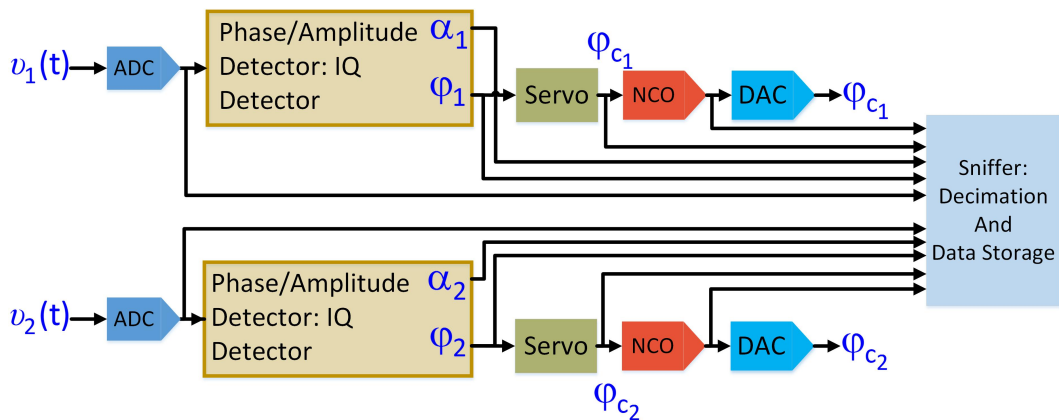 υ1(t)
ADC
Phase/Amplitude
Detector: IQ
Detector
α1
φ1
Servo
φc1
NCO
DAC
φc1
Sniffer:
Decimation
And
Data Storage
υ2(t)
ADC
Phase/Amplitude
Detector: IQ
Detector
α2
φ2
Servo
φc2
NCO
DAC
φc2